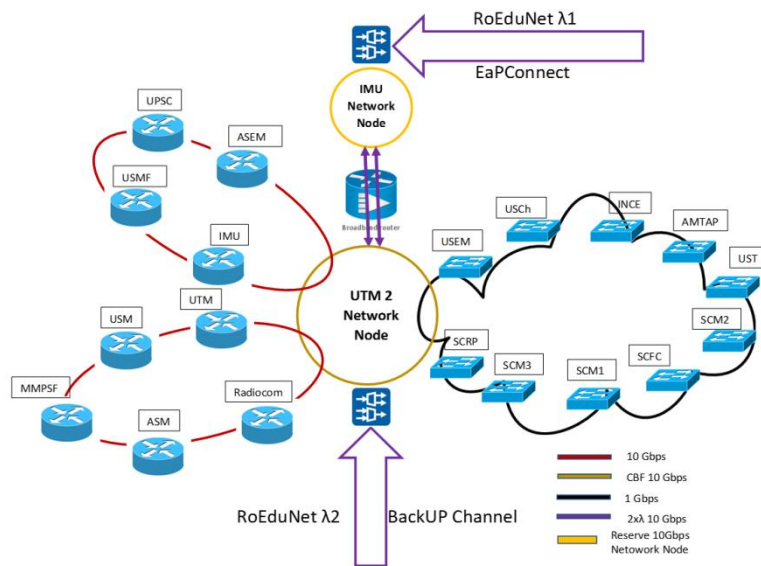 RoEduNet λ1
EaPConnect
IMU
Network
Node
UPSC
ASEM
USMF
IMU
Broadband router
USCh
INCE
USEM
AMTAP
UST
UTM
USM
UTM 2
Network
Node
SCM2
SCRP
SCM3
SCM1
SCFC
MMPSF
ASM
Radiocom
RoEduNet λ2
BackUP Channel
10 Gbps
CBF 10 Gbps
1 Gbps
2xλ 10 Gbps
Reserve 10Gbps
Netowork Node